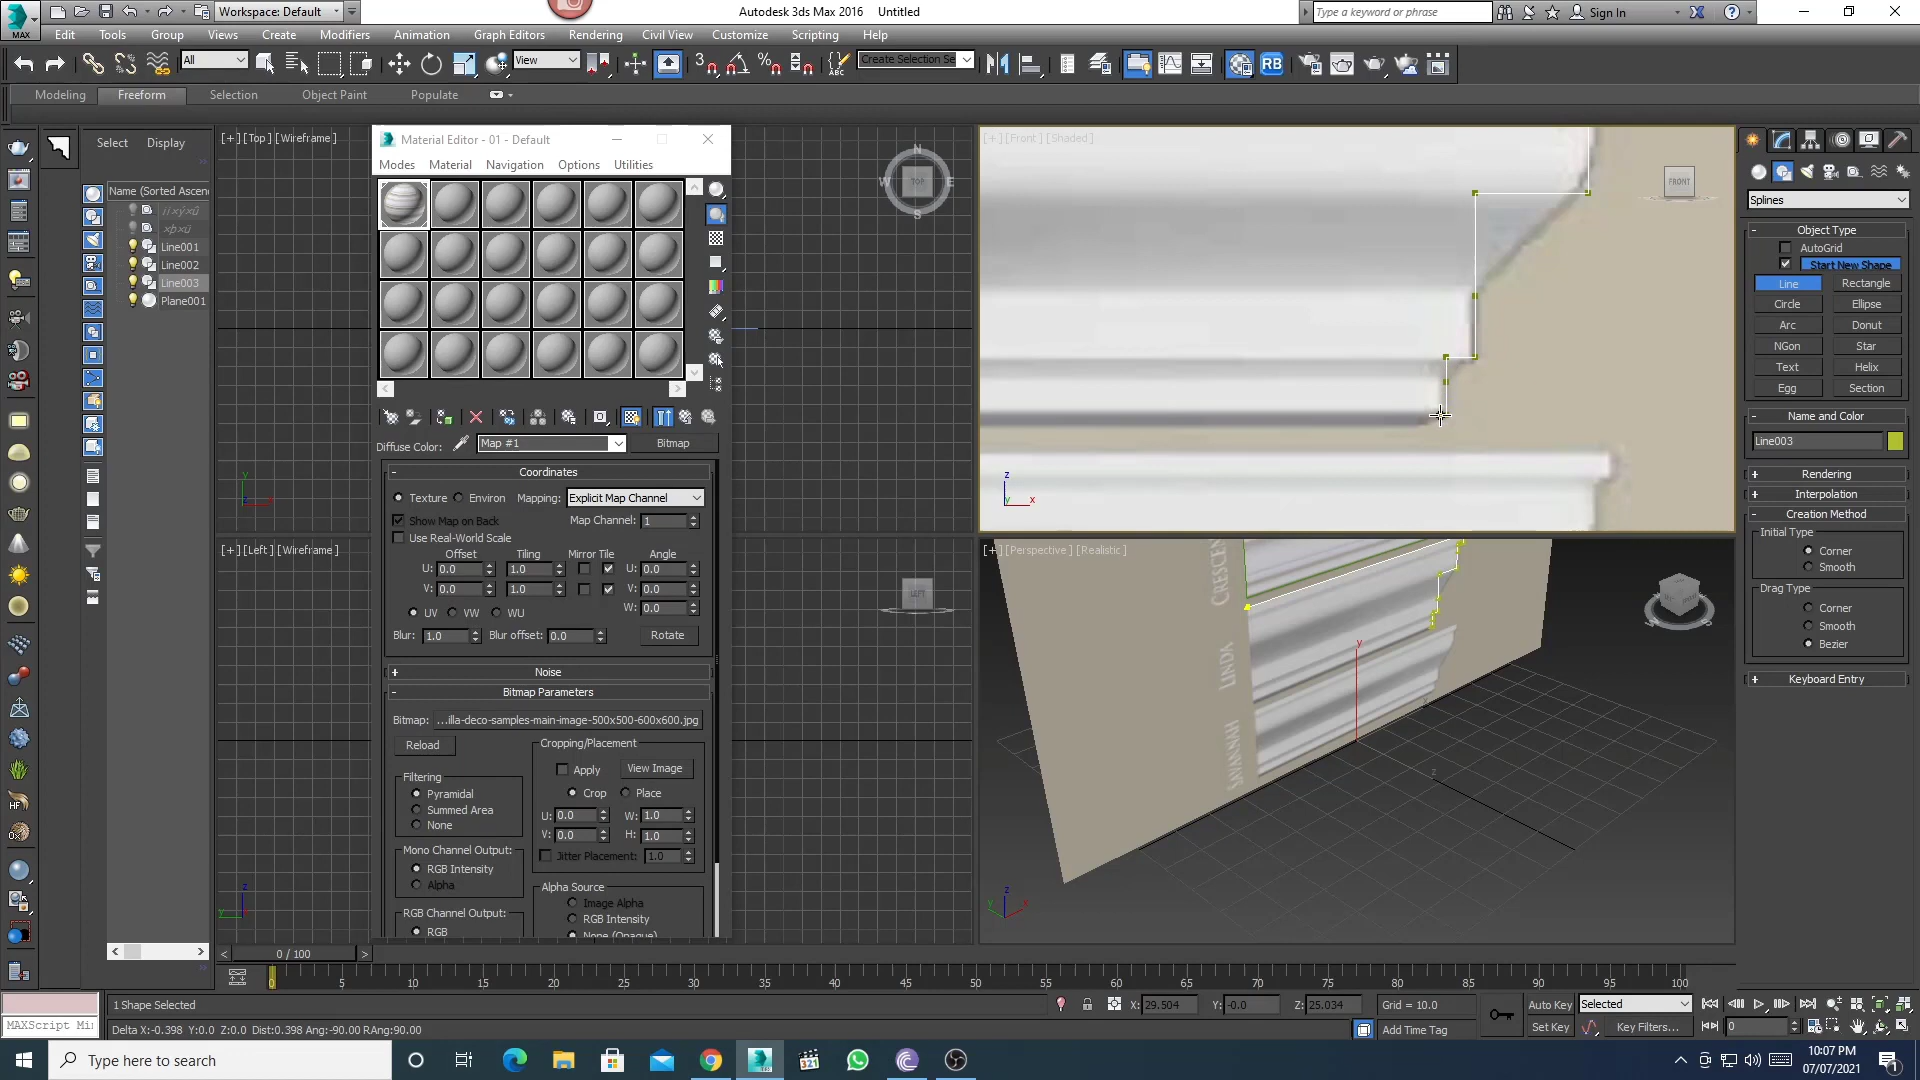 Workspace: Default
Autodesk 3ds Max 2016 Untitled
Type a keyword or phrase
Sign In
MAX
Edit Tools Group Views Create Modifiers Animation Graph Editors Rendering Civil View Customize Scripting Help
All
View
Create Selection Se
RB
Modeling Freeform Selection Object Paint Populate
Select Display
Name (Sorted Ascen
Line001
Line002
Line003
Plane001
[+] [Top] [Wireframe]
TOP
N
W E
S
[+] [Front] [Shaded]
FRONT
[+] [Left] [Wireframe]
LEFT
[+] [Perspective] [Realistic]
CRESCEN
LINDA
SAVANNAH
Material Editor - 01 - Default
Modes Material Navigation Options Utilities
Diffuse Color: Map #1 Bitmap
Coordinates
Texture Environ Mapping: Explicit Map Channel
Show Map on Back Map Channel: 1
Use Real-World Scale
Offset Tiling Mirror Tile Angle
U: 0.0 1.0 U: 0.0
V: 0.0 1.0 V: 0.0
UV VW WU W: 0.0
Blur: 1.0 Blur offset: 0.0 Rotate
Noise
Bitmap Parameters
Bitmap: ...illa-deco-samples-main-image-500x500-600x600.jpg
Reload
Cropping/Placement
Apply View Image
Crop Place
U: 0.0 W: 1.0
V: 0.0 H: 1.0
Jitter Placement: 1.0
Filtering
Pyramidal
Summed Area
None
Mono Channel Output:
RGB Intensity
Alpha
RGB Channel Output:
RGB
Alpha Source
Image Alpha
RGB Intensity
None (Opaque)
Splines
Object Type
AutoGrid
Start New Shape
Line Rectangle
Circle Ellipse
Arc Donut
NGon Star
Text Helix
Egg Section
Name and Color
Line003
Rendering
Interpolation
Creation Method
Initial Type
Corner
Smooth
Drag Type
Corner
Smooth
Bezier
Keyboard Entry
0 / 100
0 5 10 15 20 25 30 35 40 45 50 55 60 65 70 75 80 85 90 95 100
1 Shape Selected
X: 29.504 Y: -0.0 Z: 25.034 Grid = 10.0
Auto Key Selected
MAXScript Mi
Delta X:-0.398 Y:0.0 Z:0.0 Dist:0.398 Ang:-90.00 RAng:90.00
Add Time Tag
Set Key Key Filters...
0
Type here to search
10:07 PM
07/07/2021